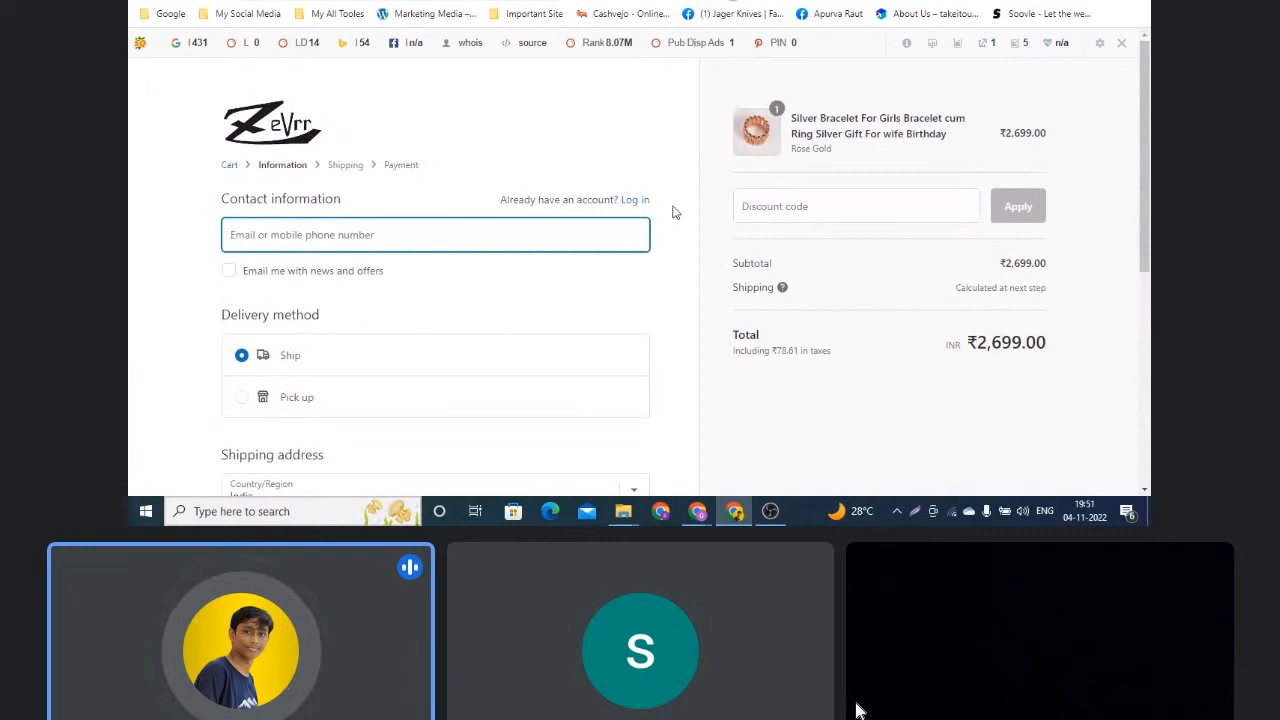 Google
My Social Media
My All Tooles
Marketing Media –...
Important Site
Cashvejo - Online...
(1) Jager Knives | Fa...
Apurva Raut
About Us – takeitou...
Soovle - Let the we...
I 431
L 0
LD 14
I 54
I n/a
whois
source
Rank 8.07M
Pub Disp Ads 1
PIN 0
1
5
n/a
ZeVrr
Cart > Information > Shipping > Payment
Contact information
Already have an account? Log in
Email or mobile phone number
Email me with news and offers
Delivery method
Ship
Pick up
Shipping address
Country/Region
India
1
Silver Bracelet For Girls Bracelet cum
Ring Silver Gift For wife Birthday
Rose Gold
₹2,699.00
Discount code
Apply
Subtotal
₹2,699.00
Shipping
Calculated at next step
Total
Including ₹78.61 in taxes
INR ₹2,699.00
Type here to search
28°C
ENG
19:51
04-11-2022
6
S